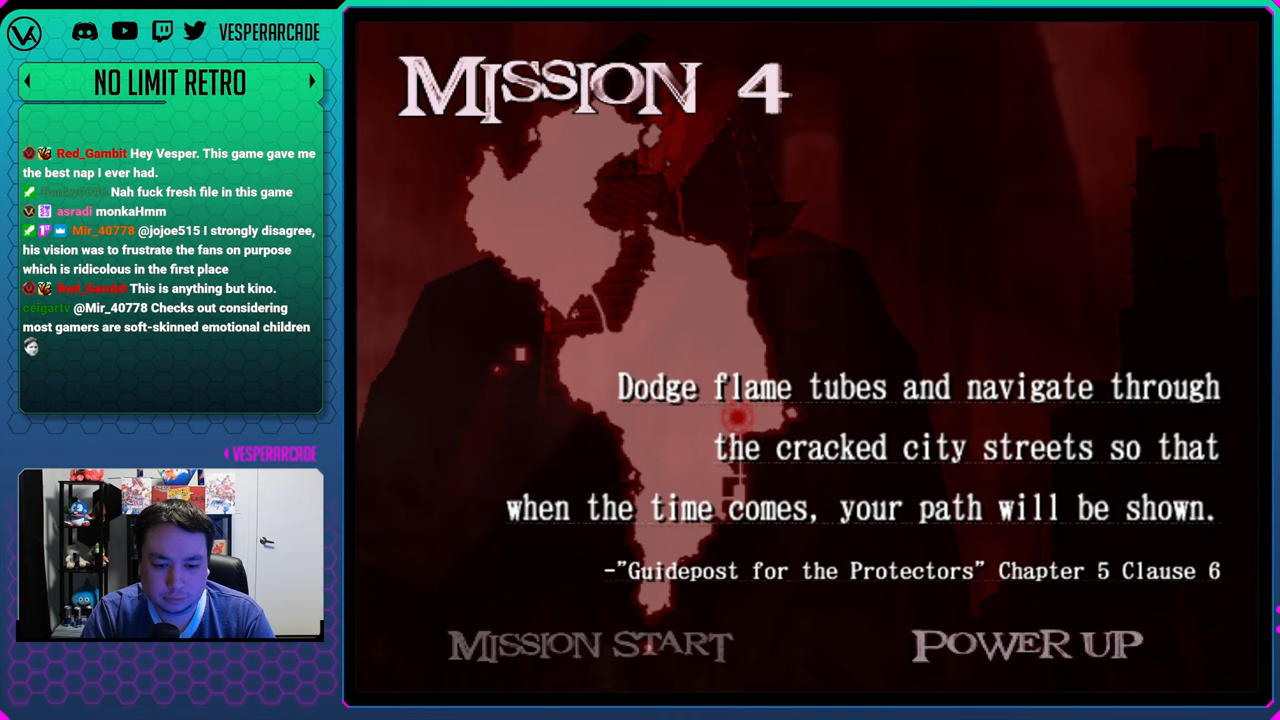 VESPERARCADE
NO LIMIT RETRO
Red_Gambit Hey Vesper. This game gave me
the best nap I ever had.
Nah fuck fresh file in this game
asradi monkaHmm
Mir_40778 @jojoe515 I strongly disagree,
his vision was to frustrate the fans on purpose
which is ridicolous in the first place
Red_Gambit This is anything but kino.
ceigartv @Mir_40778 Checks out considering
most gamers are soft-skinned emotional children
VESPERARCADE
MISSION 4
Dodge flame tubes and navigate through
the cracked city streets so that
when the time comes, your path will be shown.
-"Guidepost for the Protectors" Chapter 5 Clause 6
MISSION START
POWER UP